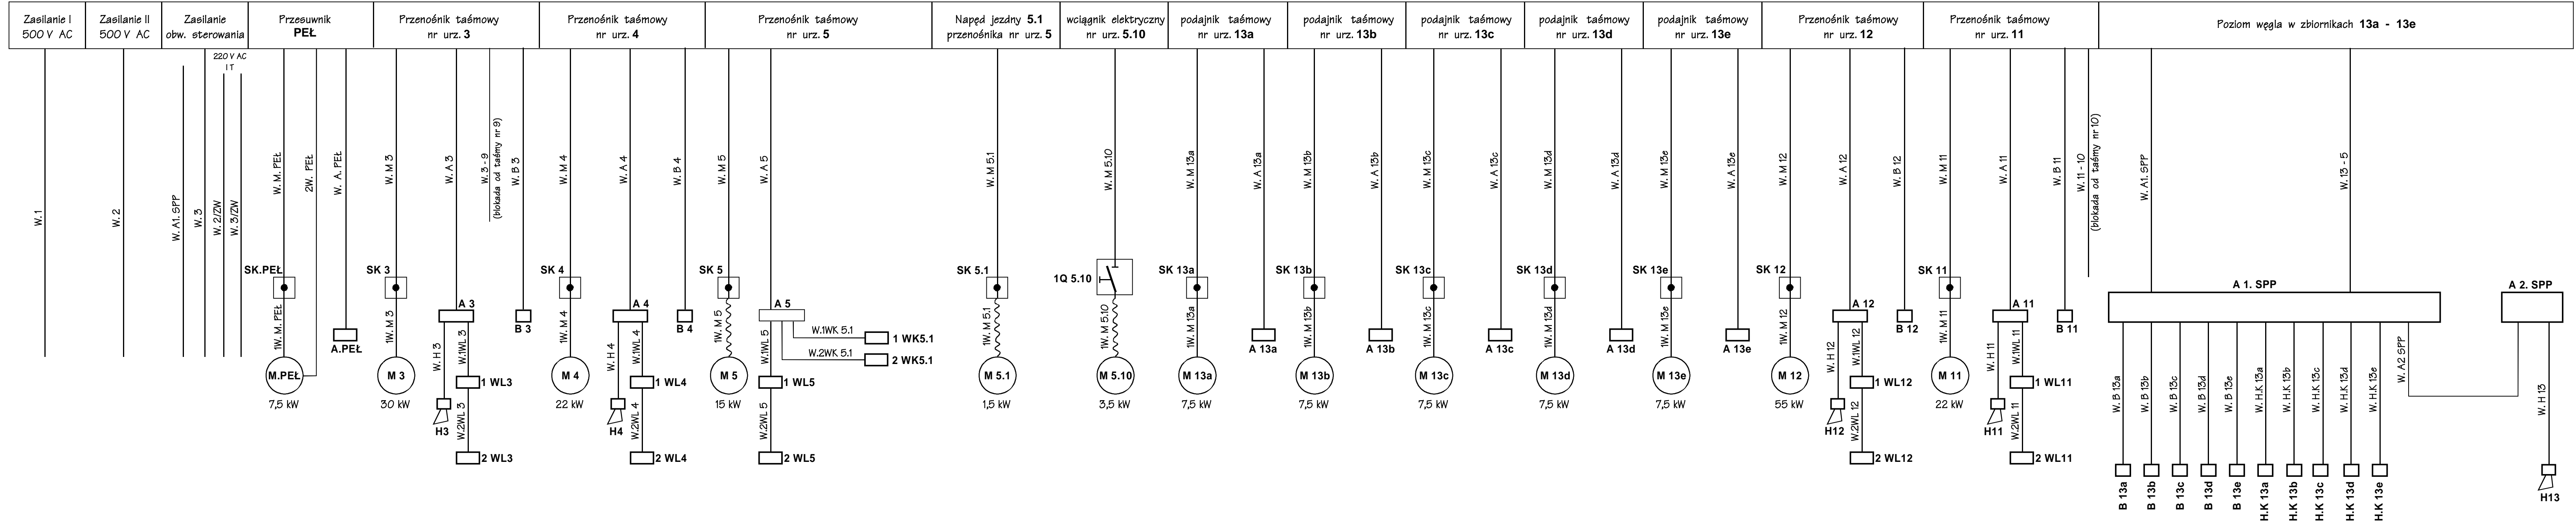 Zasilanie I
500 V AC
Zasilanie II
500 V AC
Zasilanie
obw. sterowania
Przesuwnik
PEŁ
Przenośnik taśmowy
nr urz. 3
Przenośnik taśmowy
nr urz. 4
Przenośnik taśmowy
nr urz. 5
Napęd jezdny 5.1
przenośnika nr urz. 5
wciągnik elektryczny
nr urz. 5.10
podajnik taśmowy
nr urz. 13a
podajnik taśmowy
nr urz. 13b
podajnik taśmowy
nr urz. 13c
podajnik taśmowy
nr urz. 13d
podajnik taśmowy
nr urz. 13e
Przenośnik taśmowy
nr urz. 12
Przenośnik taśmowy
nr urz. 11
Poziom węgla w zbiornikach 13a - 13e
220 V AC
IT
W. 1
W. 2
W. A1. SPP
W. 3
W. 2/ZW
W. 3/ZW
W. M. PEŁ
2W. PEŁ
W. A. PEŁ
W. M 3
W. A 3
W. 3 - 9
(blokada od taśmy nr 9)
W. B 3
W. M 4
W. A 4
W. B 4
W. M 5
W. A 5
W. M 5.1
W. M 5.10
W. M 13a
W. A 13a
W. M 13b
W. A 13b
W. M 13c
W. A 13c
W. M 13d
W. A 13d
W. M 13e
W. A 13e
W. M 12
W. A 12
W. B 12
W. M 11
W. A 11
W. B 11
W. 11 - 10
(blokada od taśmy nr 10)
W. A1. SPP
W. 13 - 5
SK.PEŁ
SK 3
SK 4
SK 5
SK 5.1
1Q 5.10
SK 13a
SK 13b
SK 13c
SK 13d
SK 13e
SK 12
SK 11
A 1. SPP
A 2. SPP
A 3
B 3
A 4
B 4
A 5
A 12
B 12
A 11
B 11
1W. M. PEŁ
A.PEŁ
1W. M 3
W. H 3
W.1WL 3
1W. M 4
W. H 4
W.1WL 4
1W. M 5
W.1WL 5
W.1WK 5.1
1 WK5.1
W.2WK 5.1
2 WK5.1
1W. M 5.1
1W. M 5.10
1W. M 13a
A 13a
1W. M 13b
A 13b
1W. M 13c
A 13c
1W. M 13d
A 13d
1W. M 13e
A 13e
1W. M 12
W. H 12
W.1WL 12
1W. M 11
W. H 11
W.1WL 11
M.PEŁ
7,5 kW
M 3
30 kW
1 WL3
M 4
22 kW
1 WL4
M 5
15 kW
1 WL5
M 5.1
1,5 kW
M 5.10
3,5 kW
M 13a
7,5 kW
M 13b
7,5 kW
M 13c
7,5 kW
M 13d
7,5 kW
M 13e
7,5 kW
M 12
55 kW
1 WL12
M 11
22 kW
1 WL11
H3
W.2WL 3
2 WL3
H4
W.2WL 4
2 WL4
W.2WL 5
2 WL5
H12
W.2WL 12
2 WL12
H11
W.2WL 11
2 WL11
W. B 13a
W. B 13b
W. B 13c
W. B 13d
W. B 13e
W. H.K 13a
W. H.K 13b
W. H.K 13c
W. H.K 13d
W. H.K 13e
W. A2 SPP
W. H 13
B 13a
B 13b
B 13c
B 13d
B 13e
H.K 13a
H.K 13b
H.K 13c
H.K 13d
H.K 13e
H13